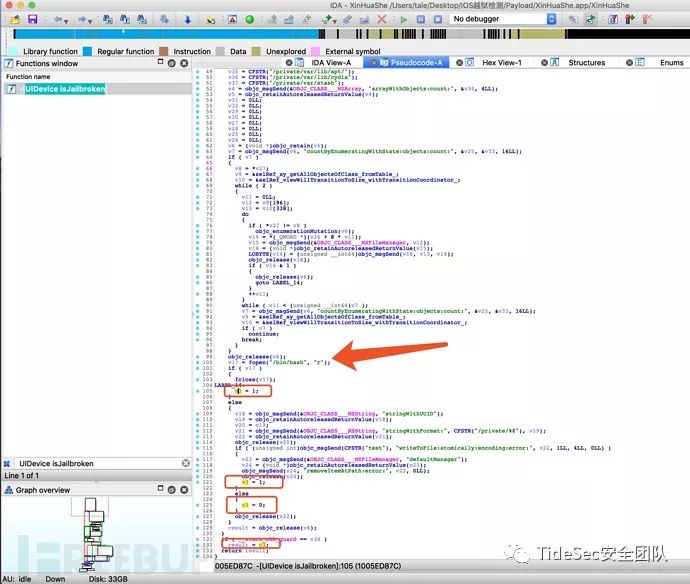 IDA - XinHuaShe /Users/tale/Desktop/IOS越狱检测/Payload/XinHuaShe.app/XinHuaShe
No debugger
Library function Regular function Instruction Data Unexplored External symbol
Functions window
IDA View-A Pseudocode-A Hex View-1 Structures Enums
Function name
UIDevice isJailbroken
49 v35 = CFSTR("/private/var/lib/apt/");
50 v36 = CFSTR("/private/var/lib/cydia");
51 v37 = CFSTR("/private/var/stash");
52 v4 = objc_msgSend(&OBJC_CLASS___NSArray, "arrayWithObjects:count:", &v34, 4LL);
53 v5 = objc_retainAutoreleasedReturnValue(v4);
54 v31 = 0LL;
55 v32 = 0LL;
56 v33 = 0LL;
57 v30 = 0LL;
58 v27 = 0LL;
59 v28 = 0LL;
60 v25 = 0LL;
61 v26 = 0LL;
62 v6 = (void *)objc_retain(v5);
63 v7 = objc_msgSend(v6, "countByEnumeratingWithState:objects:count:", &v25, &v33, 16LL);
64 if ( v7 )
65 {
66 v8 = *v27;
67 v9 = &selRef_xy_getAllObjectsOfClass_fromTable_;
68 v10 = &selRef_viewWillTransitionToSize_withTransitionCoordinator_;
69 while ( 2 )
70 {
71 v11 = 0LL;
72 v12 = v9[196];
73 v13 = v10[338];
74 do
75 {
76 if ( *v27 != v8 )
77 objc_enumerationMutation(v6);
78 v14 = *(_QWORD *)(v26 + 8 * v11);
79 v15 = objc_msgSend(&OBJC_CLASS___NSFileManager, v12);
80 v16 = (void *)objc_retainAutoreleasedReturnValue(v15);
81 LOBYTE(v14) = (unsigned __int64)objc_msgSend(v16, v13, v14);
82 objc_release(v16);
83 if ( v14 & 1 )
84 {
85 objc_release(v6);
86 goto LABEL_14;
87 }
88 ++v11;
89 }
90 while ( v11 < (unsigned __int64)v7 );
91 v7 = objc_msgSend(v6, "countByEnumeratingWithState:objects:count:", &v25, &v33, 16LL);
92 v9 = &selRef_xy_getAllObjectsOfClass_fromTable_;
93 v10 = &selRef_viewWillTransitionToSize_withTransitionCoordinator_;
94 if ( v7 )
95 continue;
96 break;
97 }
98 }
99 objc_release(v6);
100 v17 = fopen("/bin/bash", "r");
101 if ( v17 )
102 {
103 fclose(v17);
104 LABEL_14:
105 v3 = 1;
106 }
107 else
108 {
109 v18 = objc_msgSend(&OBJC_CLASS___NSString, "stringWithUUID");
110 v19 = objc_retainAutoreleasedReturnValue(v18);
111 v20 = v19;
112 v21 = objc_msgSend(&OBJC_CLASS___NSString, "stringWithFormat:", CFSTR("/private/%@"), v19);
113 v22 = objc_retainAutoreleasedReturnValue(v21);
114 objc_release(v20);
115 if ( (unsigned int)objc_msgSend(CFSTR("test"), "writeToFile:atomically:encoding:error:", v22, 1LL, 4LL, 0LL) )
116 {
117 v23 = objc_msgSend(&OBJC_CLASS___NSFileManager, "defaultManager");
118 v24 = (void *)objc_retainAutoreleasedReturnValue(v23);
119 objc_msgSend(v24, "removeItemAtPath:error:", v22, 0LL);
120 objc_release(v24);
121 v3 = 1;
122 }
123 else
124 {
125 v3 = 0;
126 }
127 objc_release(v22);
128 }
129 result = objc_release(v6);
130 }
131 if ( __stack_chk_guard == v38 )
132 result = v3;
133 return result;
134 }
UIDevice isJailbroken
Line 1 of 1
Graph overview
005ED87C -[UIDevice isJailbroken]:105 (1005ED87C)
AU: idle Down Disk: 33GB
FREEBUF
TideSec安全团队